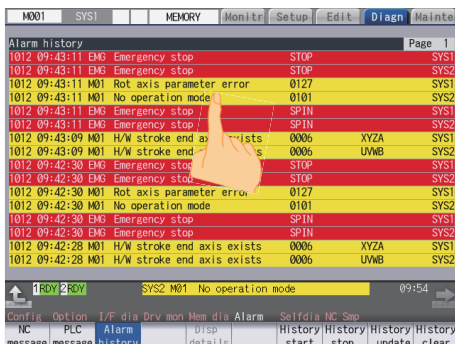 M001 SYS1 MEMORY Monitr Setup Edit Diagn Mainte
Alarm history Page 1
1012 09:43:11 EMG Emergency stop STOP SYS1
1012 09:43:11 EMG Emergency stop STOP SYS2
1012 09:43:11 M01 Rot axis parameter error 0127 SYS1
1012 09:43:11 M01 No operation mode 0101 SYS2
1012 09:43:11 EMG Emergency stop SPIN SYS1
1012 09:43:11 EMG Emergency stop SPIN SYS2
1012 09:43:09 M01 H/W stroke end axis exists 0006 XYZA SYS1
1012 09:43:09 M01 H/W stroke end axis exists 0006 UVWB SYS2
1012 09:42:30 EMG Emergency stop STOP SYS1
1012 09:42:30 EMG Emergency stop STOP SYS2
1012 09:42:30 M01 Rot axis parameter error 0127 SYS1
1012 09:42:30 M01 No operation mode 0101 SYS2
1012 09:42:30 EMG Emergency stop SPIN SYS1
1012 09:42:30 EMG Emergency stop SPIN SYS2
1012 09:42:28 M01 H/W stroke end axis exists 0006 XYZA SYS1
1012 09:42:28 M01 H/W stroke end axis exists 0006 UVWB SYS2
1RDY 2RDY SYS2 M01 No operation mode 09:54
Config Option I/F dia Drv mon Mem dia Alarm Selfdia NC Smp
NC PLC Alarm Disp History History History History
message message history details start stop update clear